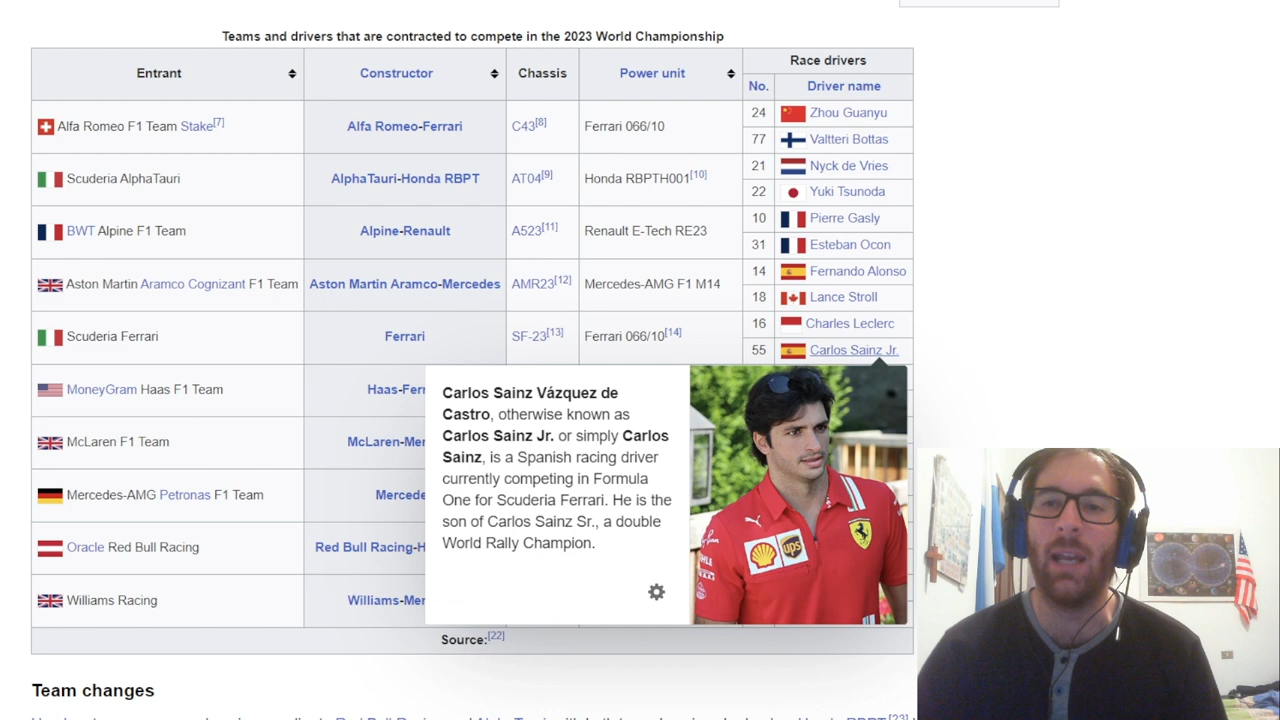 Teams and drivers that are contracted to compete in the 2023 World Championship
Entrant Constructor Chassis Power unit Race drivers
No. Driver name
Alfa Romeo F1 Team Stake[7] Alfa Romeo-Ferrari C43[8] Ferrari 066/10
24 Zhou Guanyu
77 Valtteri Bottas
Scuderia AlphaTauri AlphaTauri-Honda RBPT AT04[9] Honda RBPTH001[10]
21 Nyck de Vries
22 Yuki Tsunoda
BWT Alpine F1 Team Alpine-Renault A523[11] Renault E-Tech RE23
10 Pierre Gasly
31 Esteban Ocon
Aston Martin Aramco Cognizant F1 Team Aston Martin Aramco-Mercedes AMR23[12] Mercedes-AMG F1 M14
14 Fernando Alonso
18 Lance Stroll
Scuderia Ferrari Ferrari SF-23[13] Ferrari 066/10[14]
16 Charles Leclerc
55 Carlos Sainz Jr.
MoneyGram Haas F1 Team Haas-Ferr
McLaren F1 Team McLaren-Mer
Mercedes-AMG Petronas F1 Team Mercede
Oracle Red Bull Racing Red Bull Racing-H
Williams Racing Williams-Mer
Carlos Sainz Vázquez de
Castro, otherwise known as
Carlos Sainz Jr. or simply Carlos
Sainz, is a Spanish racing driver
currently competing in Formula
One for Scuderia Ferrari. He is the
son of Carlos Sainz Sr., a double
World Rally Champion.
ups
Source:[22]
Team changes